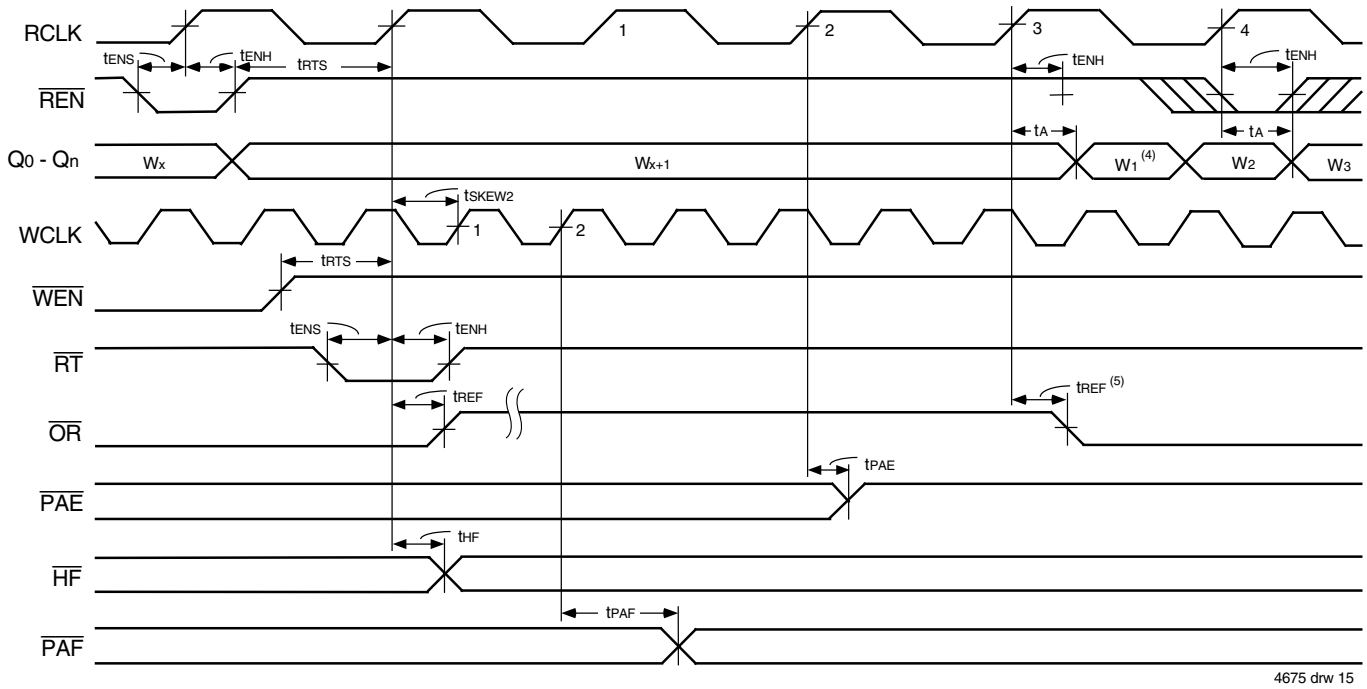 RCLK 1 2 3 4
tENS tENH tRTS tENH tENH
REN
tA tA
Q0 - Qn Wx Wx+1 W1 (4) W2 W3
tSKEW2
WCLK 1 2
tRTS
WEN
tENS tENH
RT
tREF tREF (5)
OR
tPAE
PAE
tHF
HF
tPAF
PAF
4675 drw 15